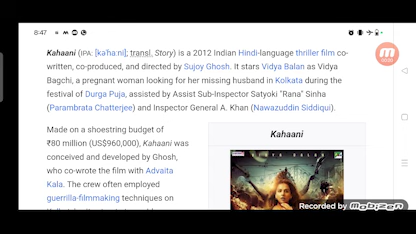 8:47
Kahaani (IPA: [kəˈɦaːni]; transl. Story) is a 2012 Indian Hindi-language thriller film co-
written, co-produced, and directed by Sujoy Ghosh. It stars Vidya Balan as Vidya
Bagchi, a pregnant woman looking for her missing husband in Kolkata during the
festival of Durga Puja, assisted by Assist Sub-Inspector Satyoki "Rana" Sinha
(Parambrata Chatterjee) and Inspector General A. Khan (Nawazuddin Siddiqui).
Made on a shoestring budget of
₹80 million (US$960,000), Kahaani was
conceived and developed by Ghosh,
who co-wrote the film with Advaita
Kala. The crew often employed
guerrilla-filmmaking techniques on
Kahaani
VIDYA BALAN
Recorded by Mobizen